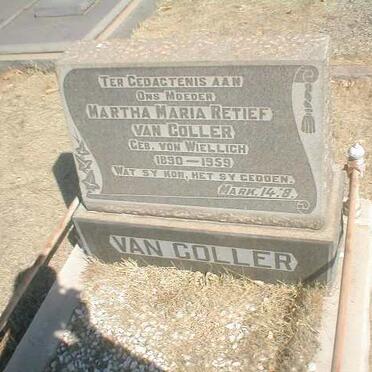 TER GEDACTENIS AAN
ONS MOEDER
MARTHA MARIA RETIEF
VAN COLLER
GEB. VON WIELLICH
1890 - 1959
WAT SY KON, HET SY GEDOEN.
MARK. 14.8.
VAN COLLER